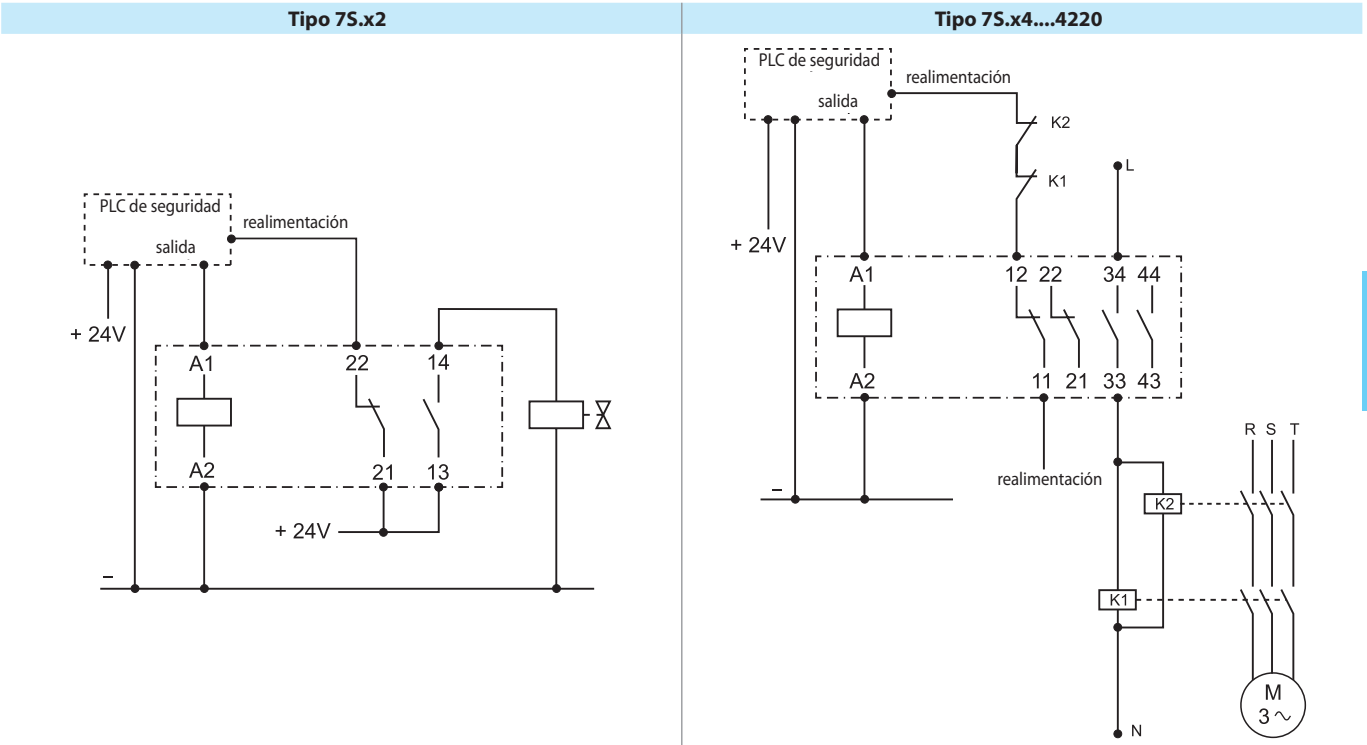 Tipo 7S.x2
PLC de seguridad
salida
realimentación
+ 24V
A1
22
14
A2
21
13
+ 24V
–
Tipo 7S.x4....4220
PLC de seguridad
salida
realimentación
K2
K1
L
+ 24V
A1
12
22
34
44
A2
11
21
33
43
realimentación
–
R S T
K2
K1
M
3 ~
N